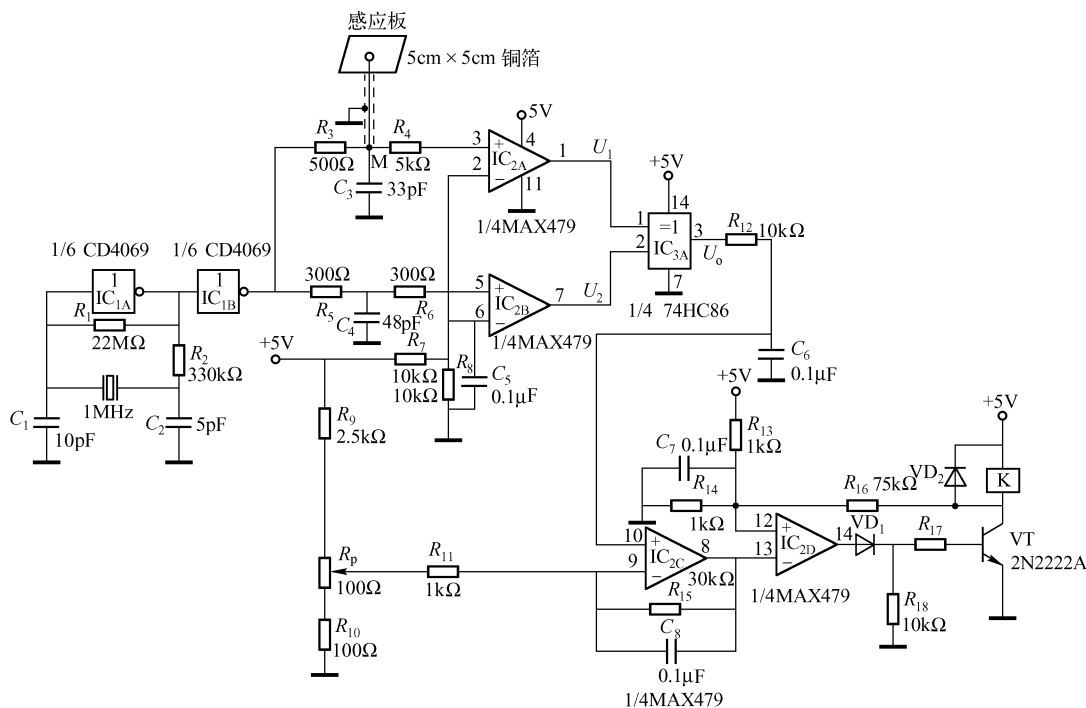 感应板
5cm × 5cm 铜箔
R3
500Ω
M
R4
5kΩ
C3
33pF
5V
3
2
+
−
IC2A
4
11
1
U1
1/4MAX479
+5V
14
1
2
=1
IC3A
3
7
Uo
1/4 74HC86
R12
10kΩ
C6
0.1μF
1/6 CD4069
1/6 CD4069
1
IC1A
1
IC1B
R1
22MΩ
R2
330kΩ
1MHz
C1
10pF
C2
5pF
300Ω
R5
300Ω
R6
C4
48pF
5
6
+
−
IC2B
7
U2
1/4MAX479
+5V
R7
10kΩ
R8
10kΩ
C5
0.1μF
R9
2.5kΩ
Rp
100Ω
R10
100Ω
R11
1kΩ
+5V
R13
1kΩ
C7 0.1μF
R14
1kΩ
10
9
+
−
IC2C
8
30kΩ
R15
C8
0.1μF
1/4MAX479
12
13
+
−
IC2D
14
1/4MAX479
R16 75kΩ
VD1
VD2
+5V
K
R17
R18
10kΩ
VT
2N2222A